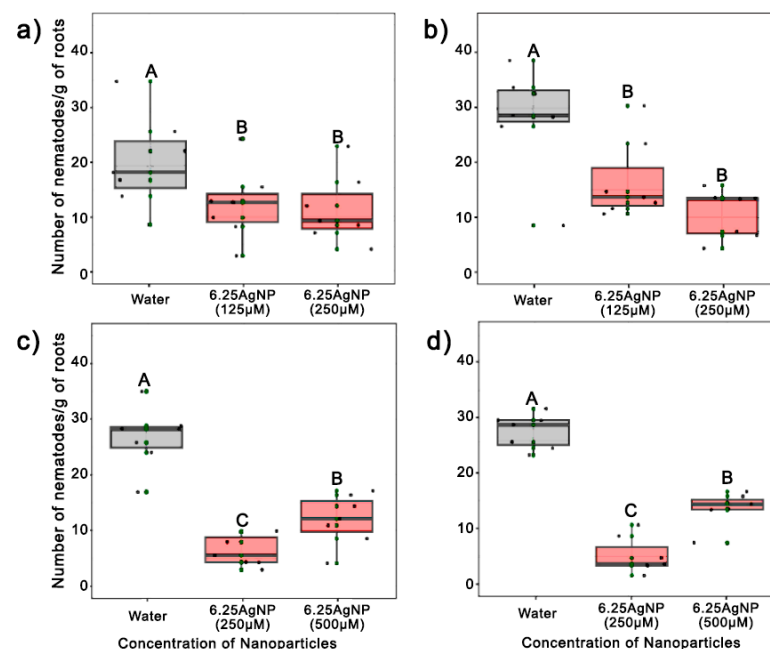 a)
Number of nematodes/g of roots
40
30
20
10
0
A
B
B
Water
6.25AgNP
(125µM)
6.25AgNP
(250µM)
b)
40
30
20
10
0
A
B
B
Water
6.25AgNP
(125µM)
6.25AgNP
(250µM)
c)
Number of nematodes/g of roots
40
30
20
10
0
A
C
B
Water
6.25AgNP
(250µM)
6.25AgNP
(500µM)
Concentration of Nanoparticles
d)
40
30
20
10
0
A
C
B
Water
6.25AgNP
(250µM)
6.25AgNP
(500µM)
Concentration of Nanoparticles